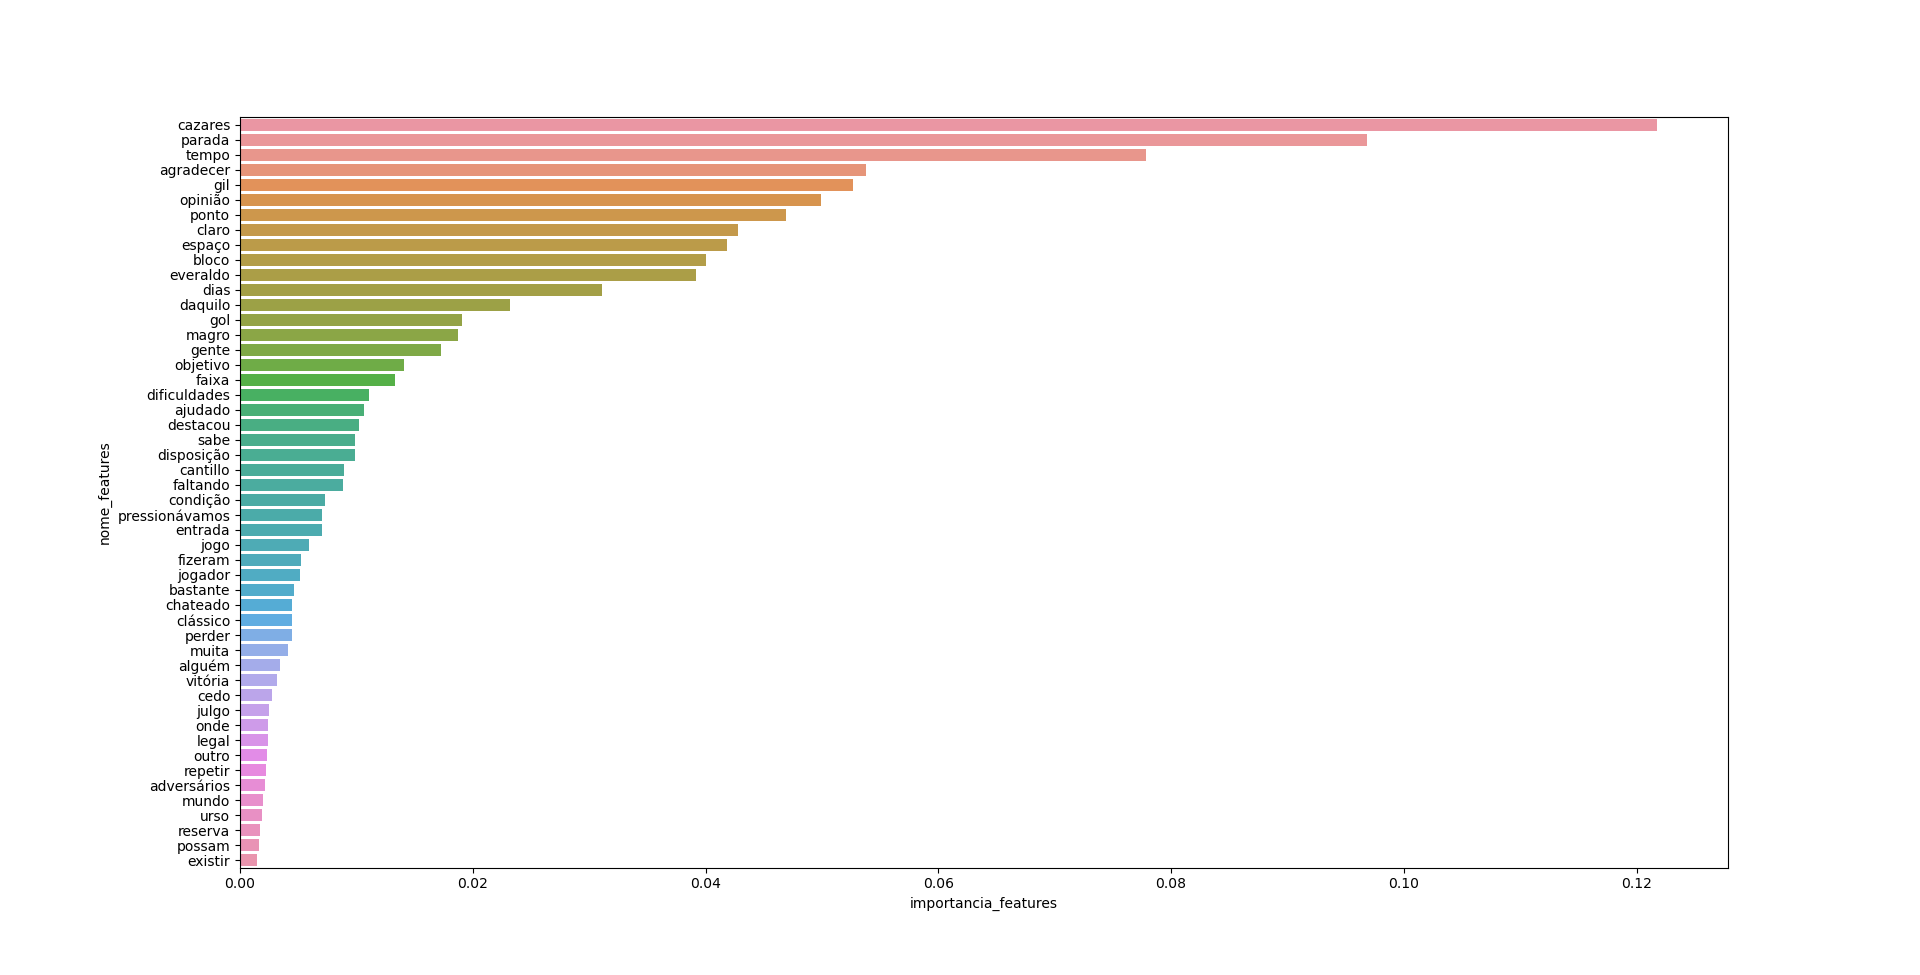 cazares
parada
tempo
agradecer
gil
opinião
ponto
claro
espaço
bloco
everaldo
dias
daquilo
gol
magro
gente
objetivo
faixa
dificuldades
ajudado
destacou
sabe
disposição
cantillo
faltando
condição
pressionávamos
entrada
jogo
fizeram
jogador
bastante
chateado
clássico
perder
muita
alguém
vitória
cedo
julgo
onde
legal
outro
repetir
adversários
mundo
urso
reserva
possam
existir
nome_features
0.00 0.02 0.04 0.06 0.08 0.10 0.12
importancia_features